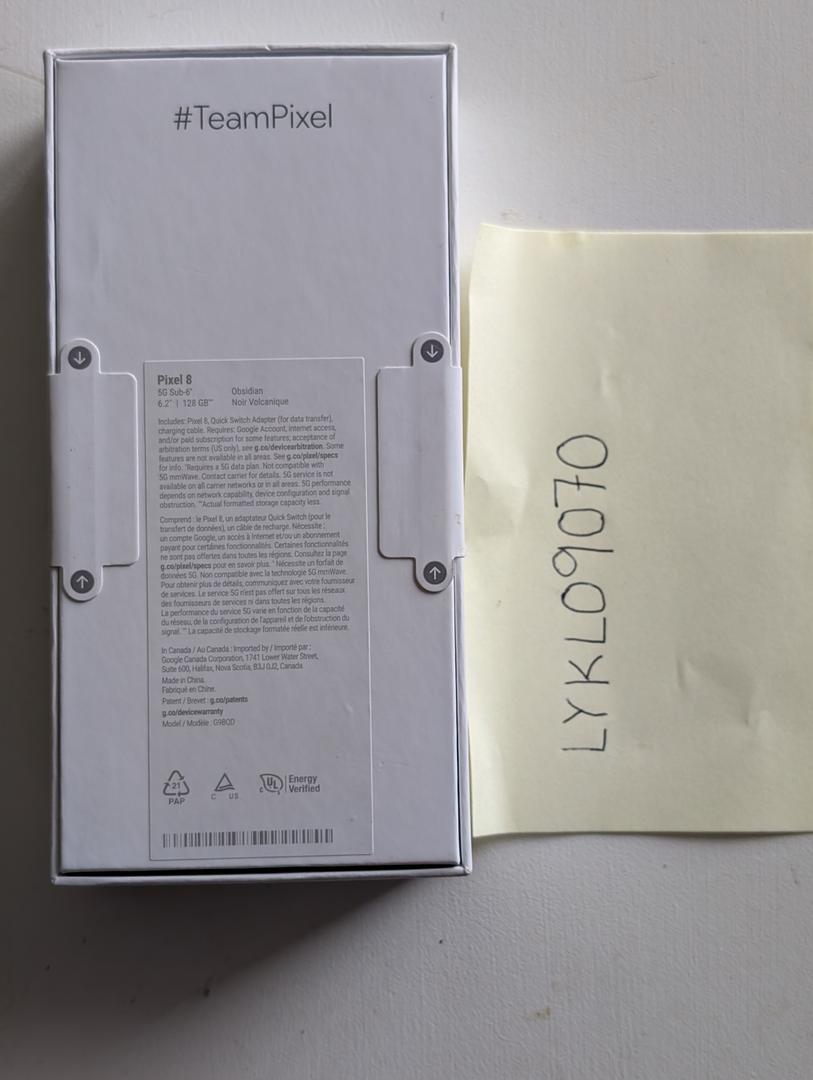 #TeamPixel
Pixel 8
5G Sub-6* Obsidian
6.2" | 128 GB** Noir Volcanique
Includes: Pixel 8, Quick Switch Adapter (for data transfer),
charging cable. Requires: Google Account, internet access,
and/or paid subscription for some features; acceptance of
arbitration terms (US only), see g.co/devicearbitration. Some
features are not available in all areas. See g.co/pixel/specs
for info. *Requires a 5G data plan. Not compatible with
5G mmWave. Contact carrier for details. 5G service is not
available on all carrier networks or in all areas. 5G performance
depends on network capability, device configuration and signal
obstruction. **Actual formatted storage capacity less.
Comprend : le Pixel 8, un adaptateur Quick Switch (pour le
transfert de données), un câble de recharge. Nécessite :
un compte Google, un accès à Internet et/ou un abonnement
payant pour certaines fonctionnalités. Certaines fonctionnalités
ne sont pas offertes dans toutes les régions. Consultez la page
g.co/pixel/specs pour en savoir plus. * Nécessite un forfait de
données 5G. Non compatible avec la technologie 5G mmWave.
Pour obtenir plus de détails, communiquez avec votre fournisseur
de services. Le service 5G n'est pas offert sur tous les réseaux
des fournisseurs de services ni dans toutes les régions.
La performance du service 5G varie en fonction de la capacité
du réseau, de la configuration de l'appareil et de l'obstruction du
signal. ** La capacité de stockage formatée réelle est inférieure.
In Canada / Au Canada : Imported by / Importé par :
Google Canada Corporation, 1741 Lower Water Street,
Suite 600, Halifax, Nova Scotia, B3J 0J2, Canada.
Made in China.
Fabriqué en Chine.
Patent / Brevet : g.co/patents
g.co/devicewarranty
Model / Modèle : G9BQD
21
PAP
C US
C UL US
Energy
Verified
LYKL09070